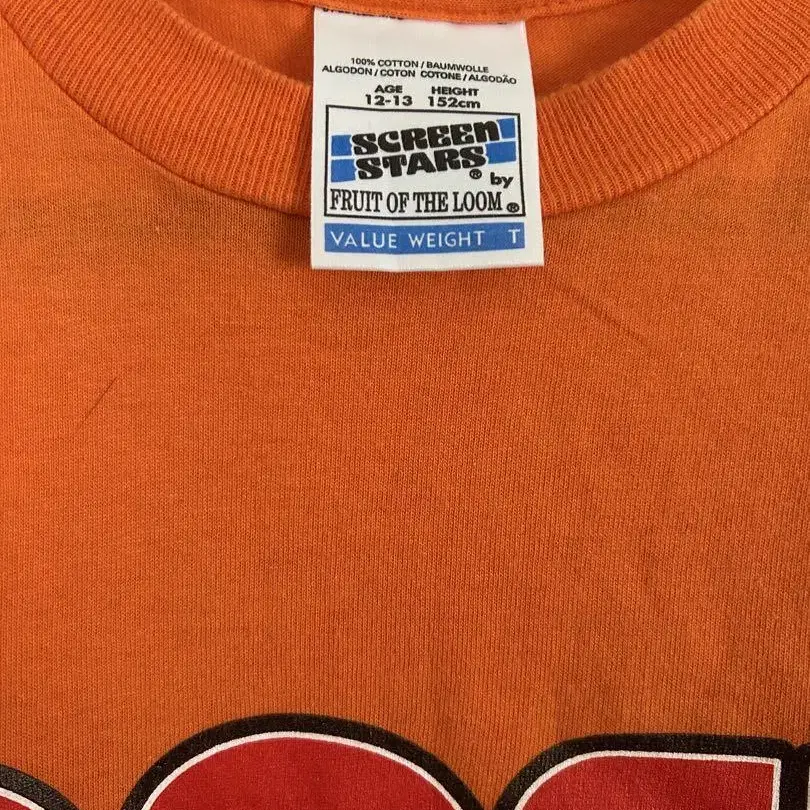 100% COTTON / BAUMWOLLE
ALGODON / COTON COTONE / ALGODÃO
AGE HEIGHT
12-13 152cm
SCREEN
STARS®
by
FRUIT OF THE LOOM®
VALUE WEIGHT T